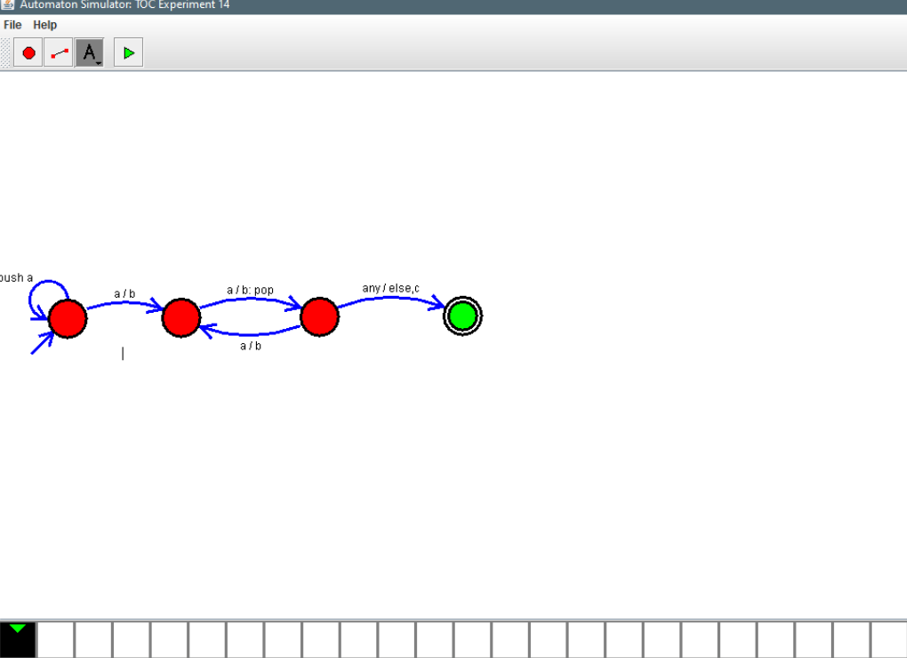 Automaton Simulator: TOC Experiment 14
File Help
A
push a
a / b
a / b: pop
any / else,c
a / b